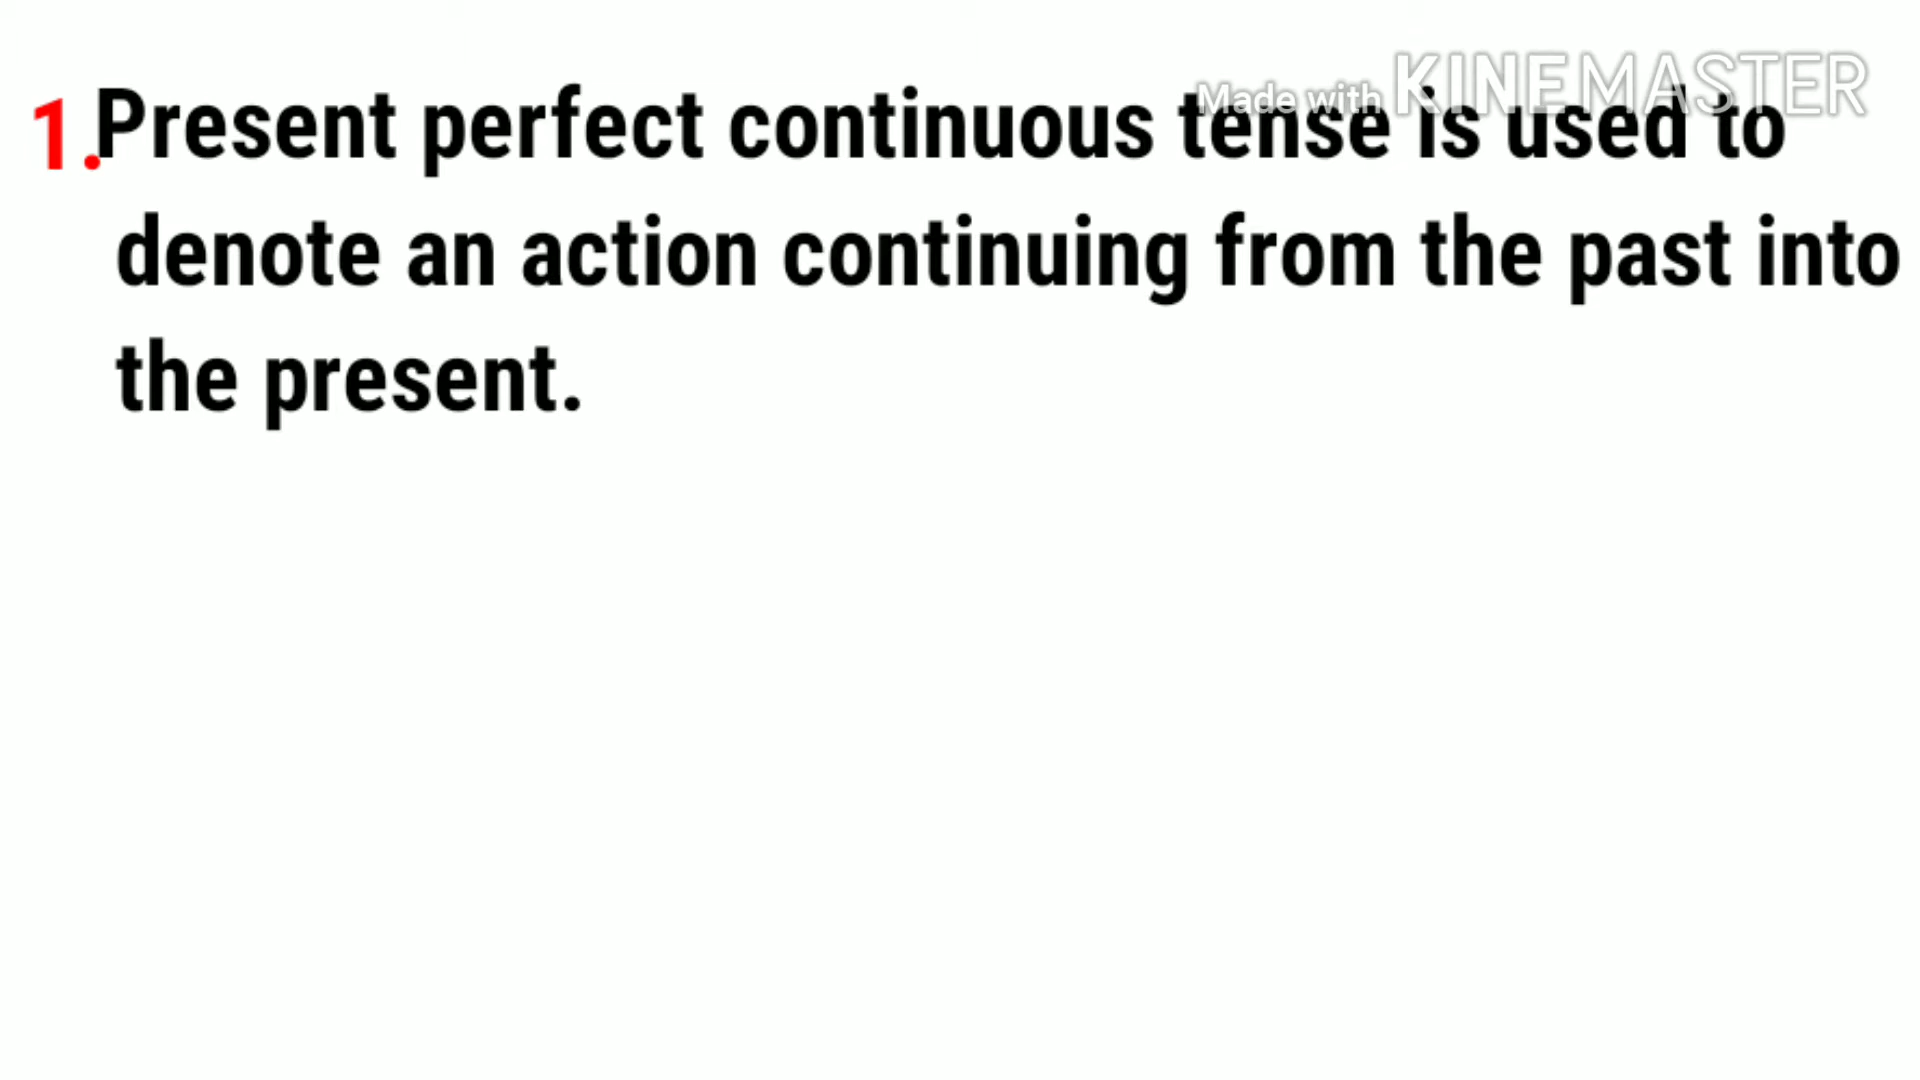 Made with KINEMASTER
1.Present perfect continuous tense is used to
denote an action continuing from the past into
the present.